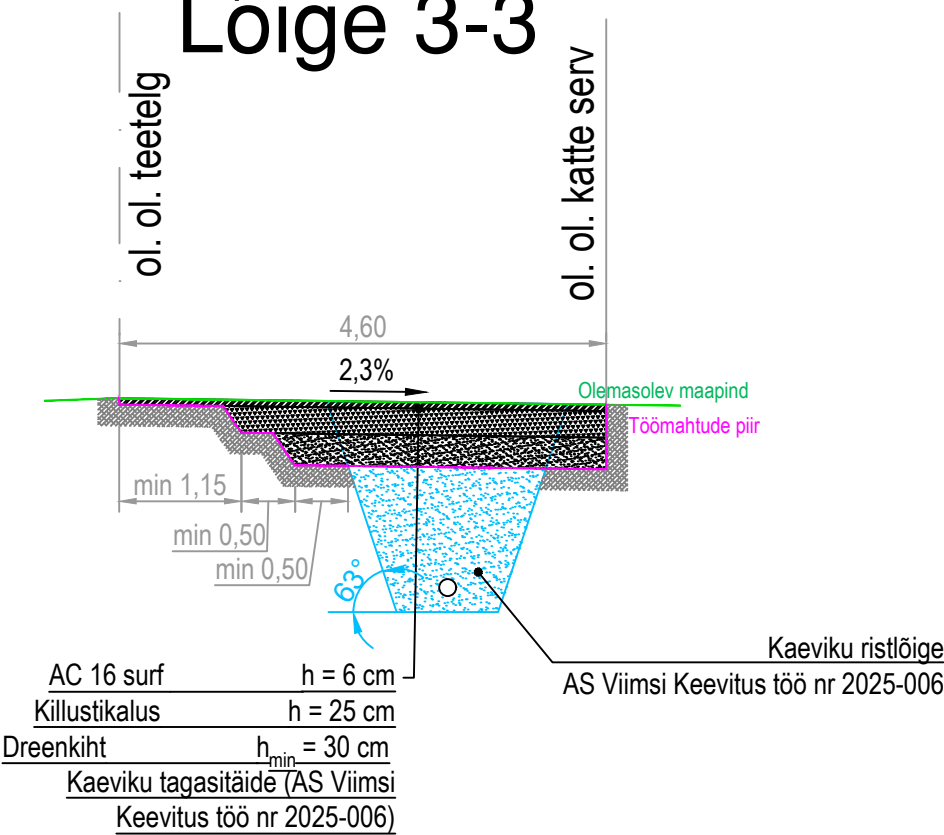 Lõige 3-3
ol. ol. teetelg
ol. ol. katte serv
4,60
2,3%
Olemasolev maapind
Töömahtude piir
min 1,15
min 0,50
min 0,50
63°
AC 16 surf h = 6 cm
Killustikalus h = 25 cm
Dreenkiht hmin = 30 cm
Kaeviku tagasitäide (AS Viimsi
Keevitus töö nr 2025-006)
Kaeviku ristlõige
AS Viimsi Keevitus töö nr 2025-006